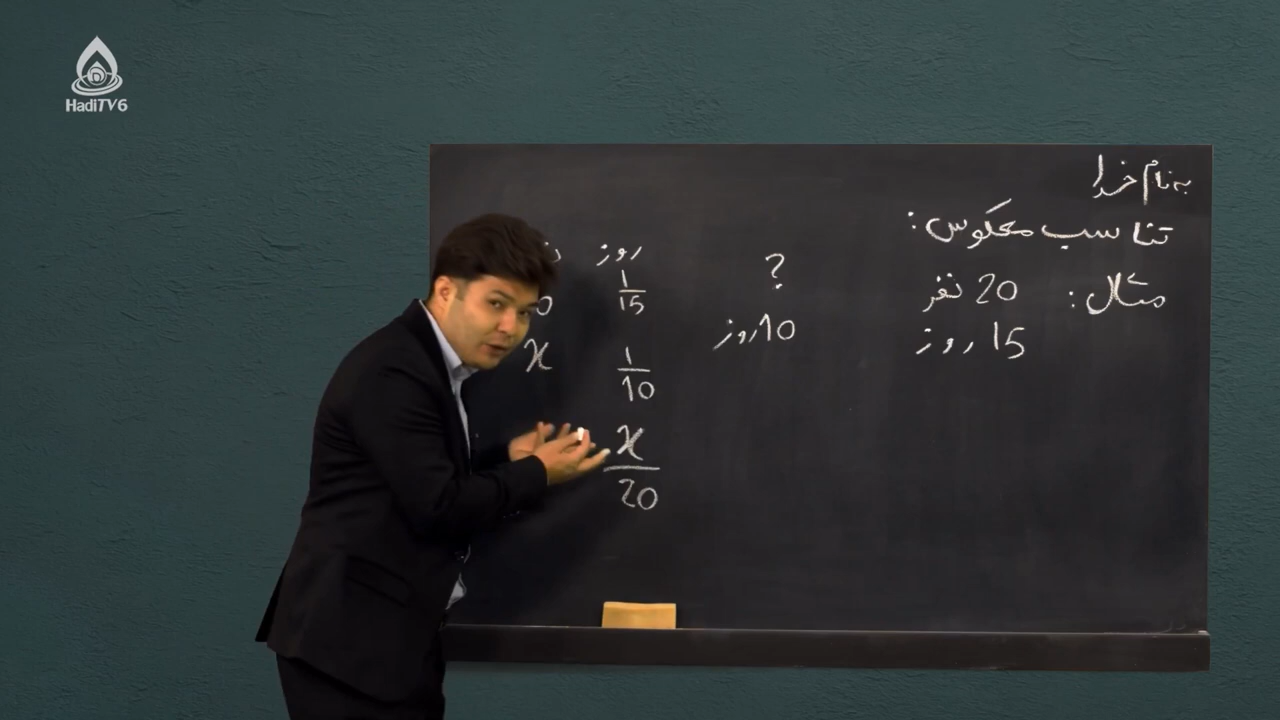 HadiTV6
به نام خدا
تناسب معکوس:
مثال: 20 نفر
15 روز
?
10 روز
روز
1/15
x 1/10
x/20